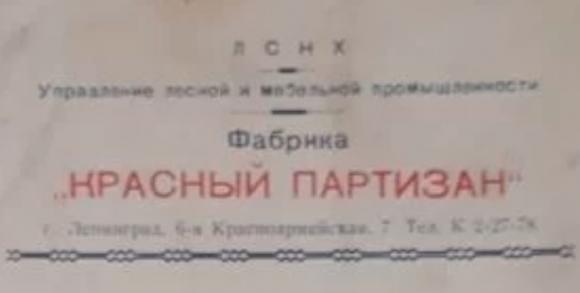 ЛСНХ
Управление лесной и мебельной промышленности
Фабрика
„КРАСНЫЙ ПАРТИЗАН"
г. Ленинград, 6-я Красноармейская, 7 Тел. К 2-27-78